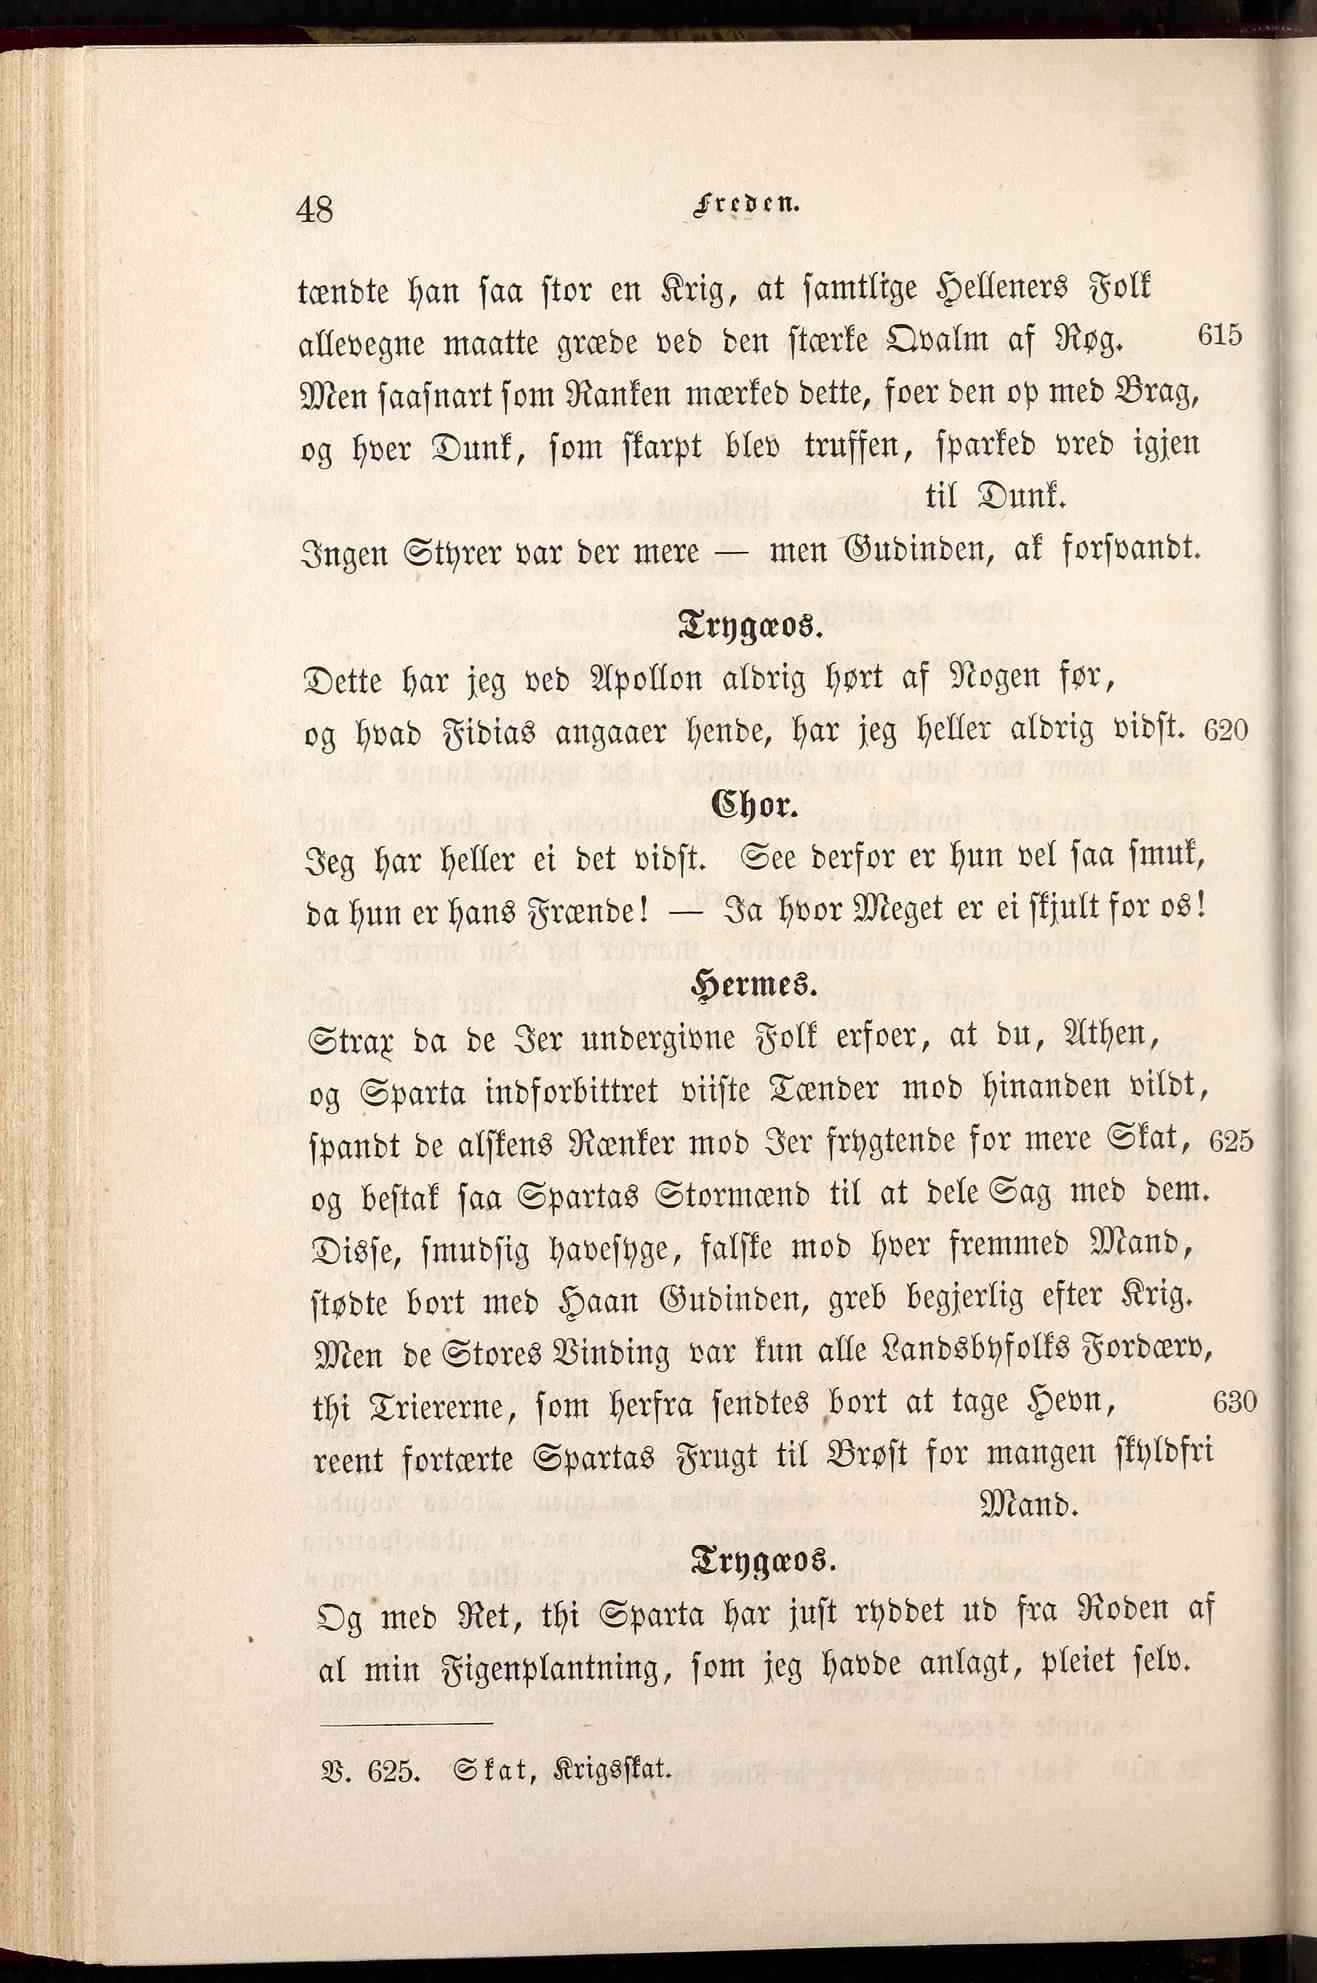 48
Freden.
tændte han saa stor en Krig, at samtlige Helleners Folk
allevegne maatte græde ved den stærke Qvalm af Røg. 615
Men saasnart som Ranken mærked dette, foer den op med Brag,
og hver Dunk, som skarpt blev truffen, sparked vred igjen
til Dunk.
Ingen Styrer var der mere — men Gudinden, ak forsvandt.
Trygæos.
Dette har jeg ved Apollon aldrig hørt af Nogen før,
og hvad Fidias angaaer hende, har jeg heller aldrig vidst. 620
Chor.
Jeg har heller ei det vidst. See derfor er hun vel saa smuk,
da hun er hans Frænde! — Ja hvor Meget er ei skjult for os!
Hermes.
Strax da de Jer undergivne Folk erfoer, at du, Athen,
og Sparta indforbittret viiste Tænder mod hinanden vildt,
spandt de alskens Rænker mod Jer frygtende for mere Skat, 625
og bestak saa Spartas Stormænd til at dele Sag med dem.
Disse, smudsig havesyge, falske mod hver fremmed Mand,
stødte bort med Haan Gudinden, greb begjerlig efter Krig.
Men de Stores Vinding var kun alle Landsbyfolks Fordærv,
thi Triererne, som herfra sendtes bort at tage Hevn, 630
reent fortærte Spartas Frugt til Brøst for mangen skyldfri
Mand.
Trygæos.
Og med Ret, thi Sparta har just ryddet ud fra Roden af
al min Figenplantning, som jeg havde anlagt, pleiet selv.
V. 625. Skat, Krigsskat.